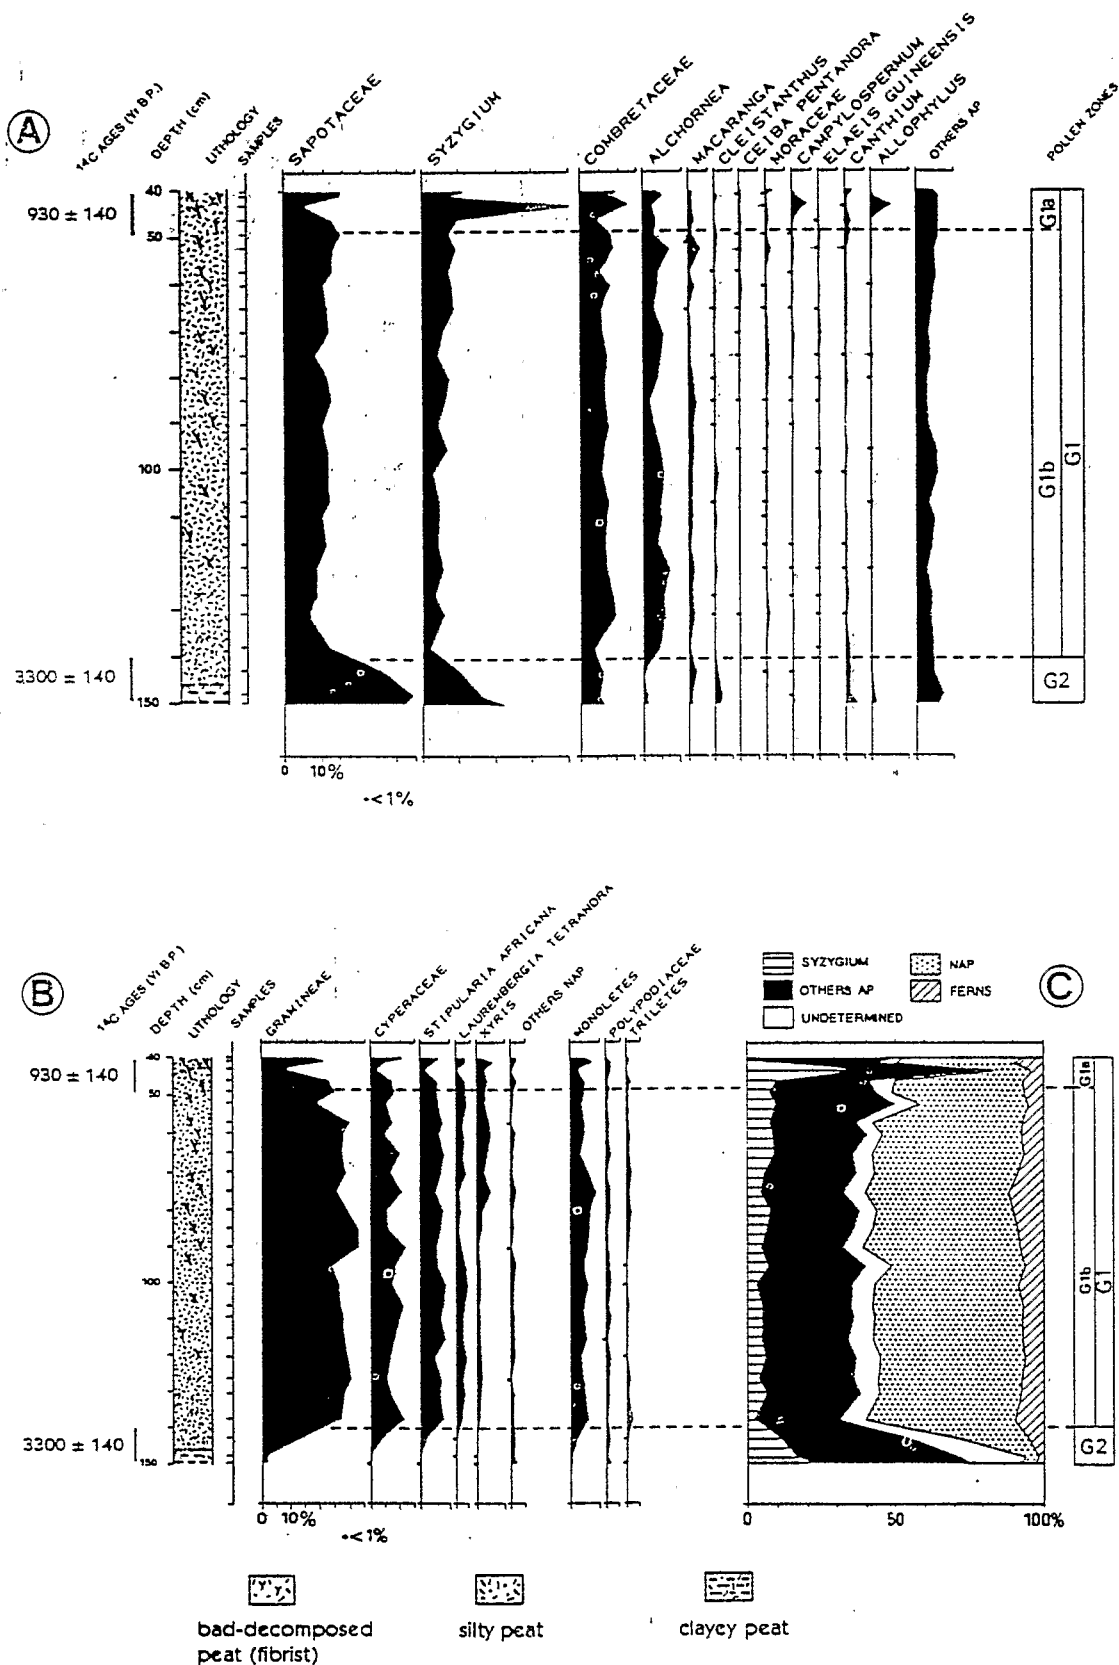 A
¹⁴C AGES (Yr B.P.)
DEPTH (cm)
LITHOLOGY
SAMPLES
SAPOTACEAE
SYZYGIUM
COMBRETACEAE
ALCHORNEA
MACARANGA
CLEISTANTHUS
CEIBA PENTANDRA
MORACEAE
CAMPYLOSPERMUM
ELAEIS GUINEENSIS
CANTHIUM
ALLOPHYLUS
OTHERS AP
POLLEN ZONES
40
930 ± 140
50
100
3300 ± 140
150
G1a
G1b
G1
G2
0 10%
•<1%
B
¹⁴C AGES (Yr B.P.)
DEPTH (cm)
LITHOLOGY
SAMPLES
GRAMINEAE
CYPERACEAE
STIPULARIA AFRICANA
LAURENBERGIA TETRANDRA
XYRIS
OTHERS NAP
MONOLETES
POLYPODIACEAE
TRILETES
SYZYGIUM
OTHERS AP
UNDETERMINED
NAP
FERNS
C
40
930 ± 140
50
100
3300 ± 140
150
G1a
G1b
G1
G2
0 10%
•<1%
0 50 100%
bad-decomposed
peat (fibrist)
silty peat
clayey peat